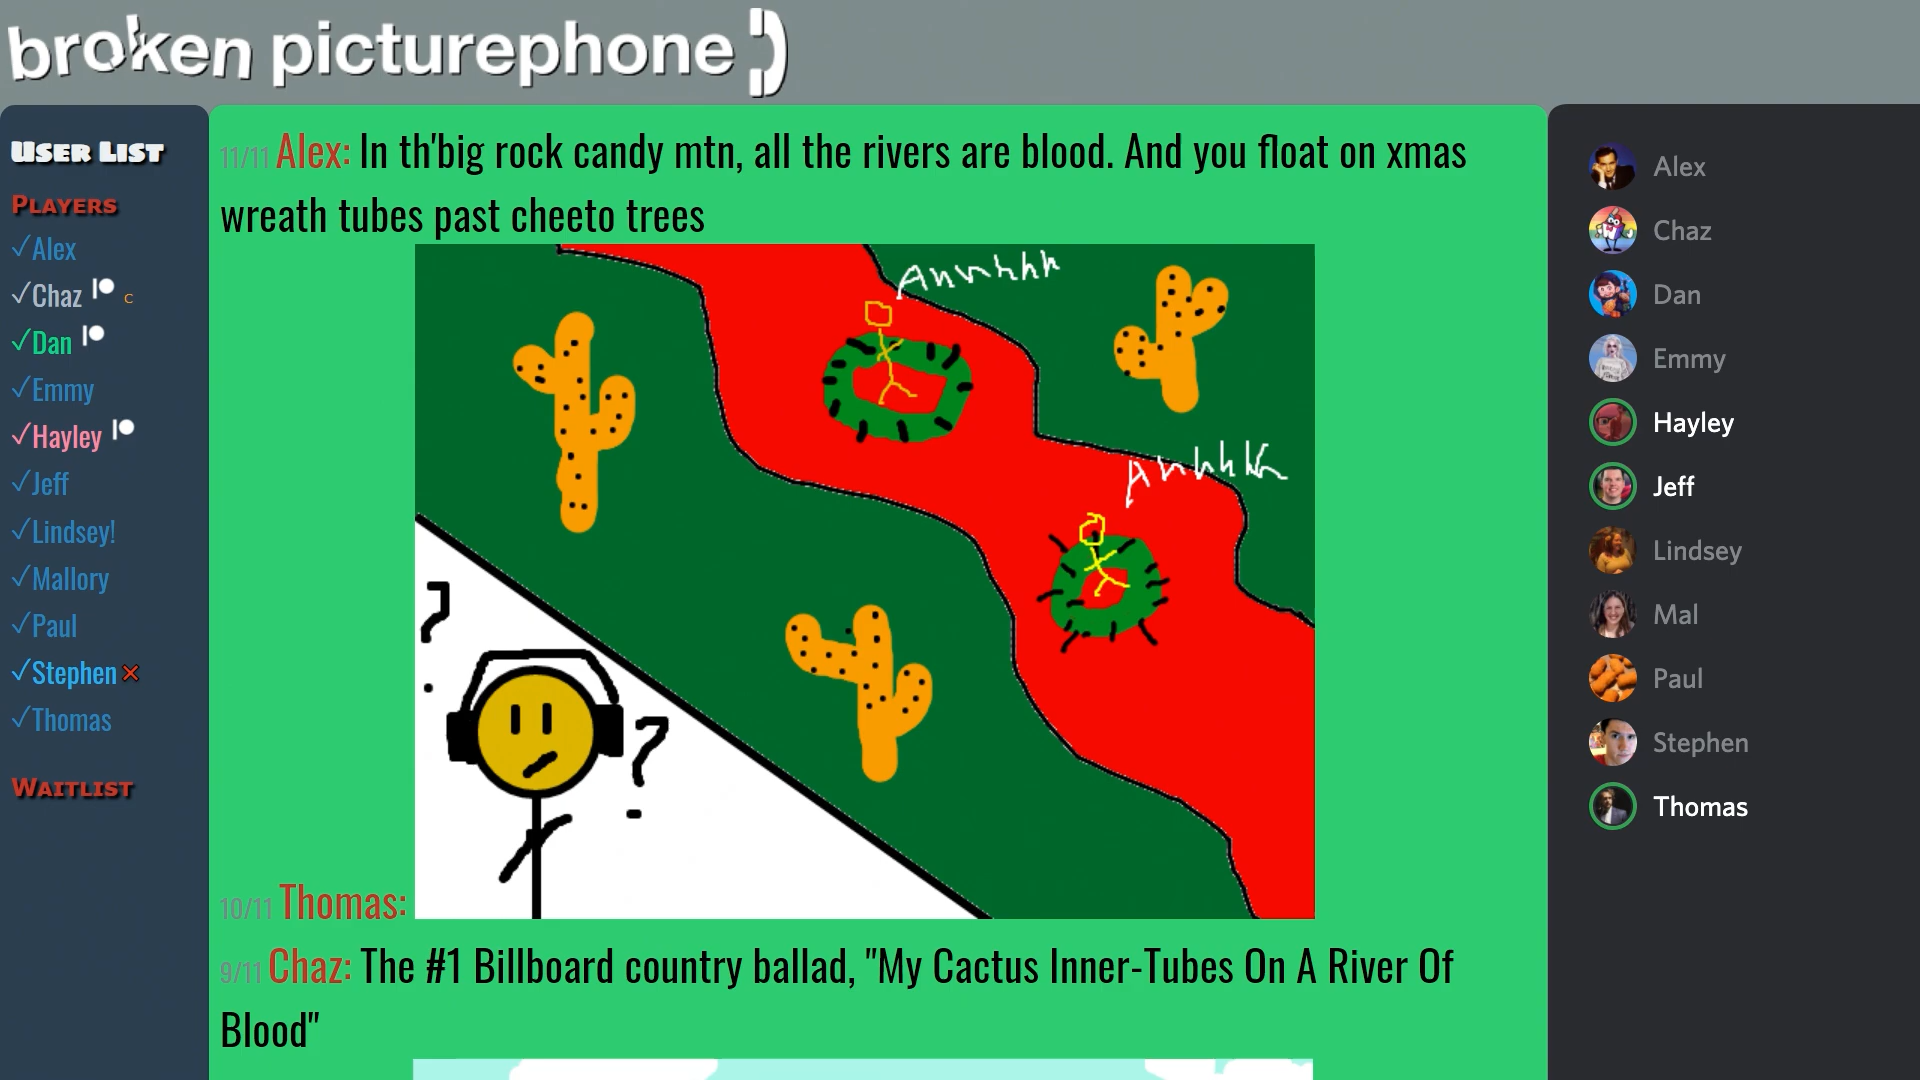 broken picturephone
User List
Players
✓Alex
✓Chaz C
✓Dan
✓Emmy
✓Hayley
✓Jeff
✓Lindsey!
✓Mallory
✓Paul
✓Stephen ✕
✓Thomas
Waitlist
11/11 Alex: In th'big rock candy mtn, all the rivers are blood. And you float on xmas
wreath tubes past cheeto trees
Ahhhhh
Ahhhhh
?
?
10/11 Thomas:
9/11 Chaz: The #1 Billboard country ballad, "My Cactus Inner-Tubes On A River Of
Blood"
Alex
Chaz
Dan
Emmy
Hayley
Jeff
Lindsey
Mal
Paul
Stephen
Thomas